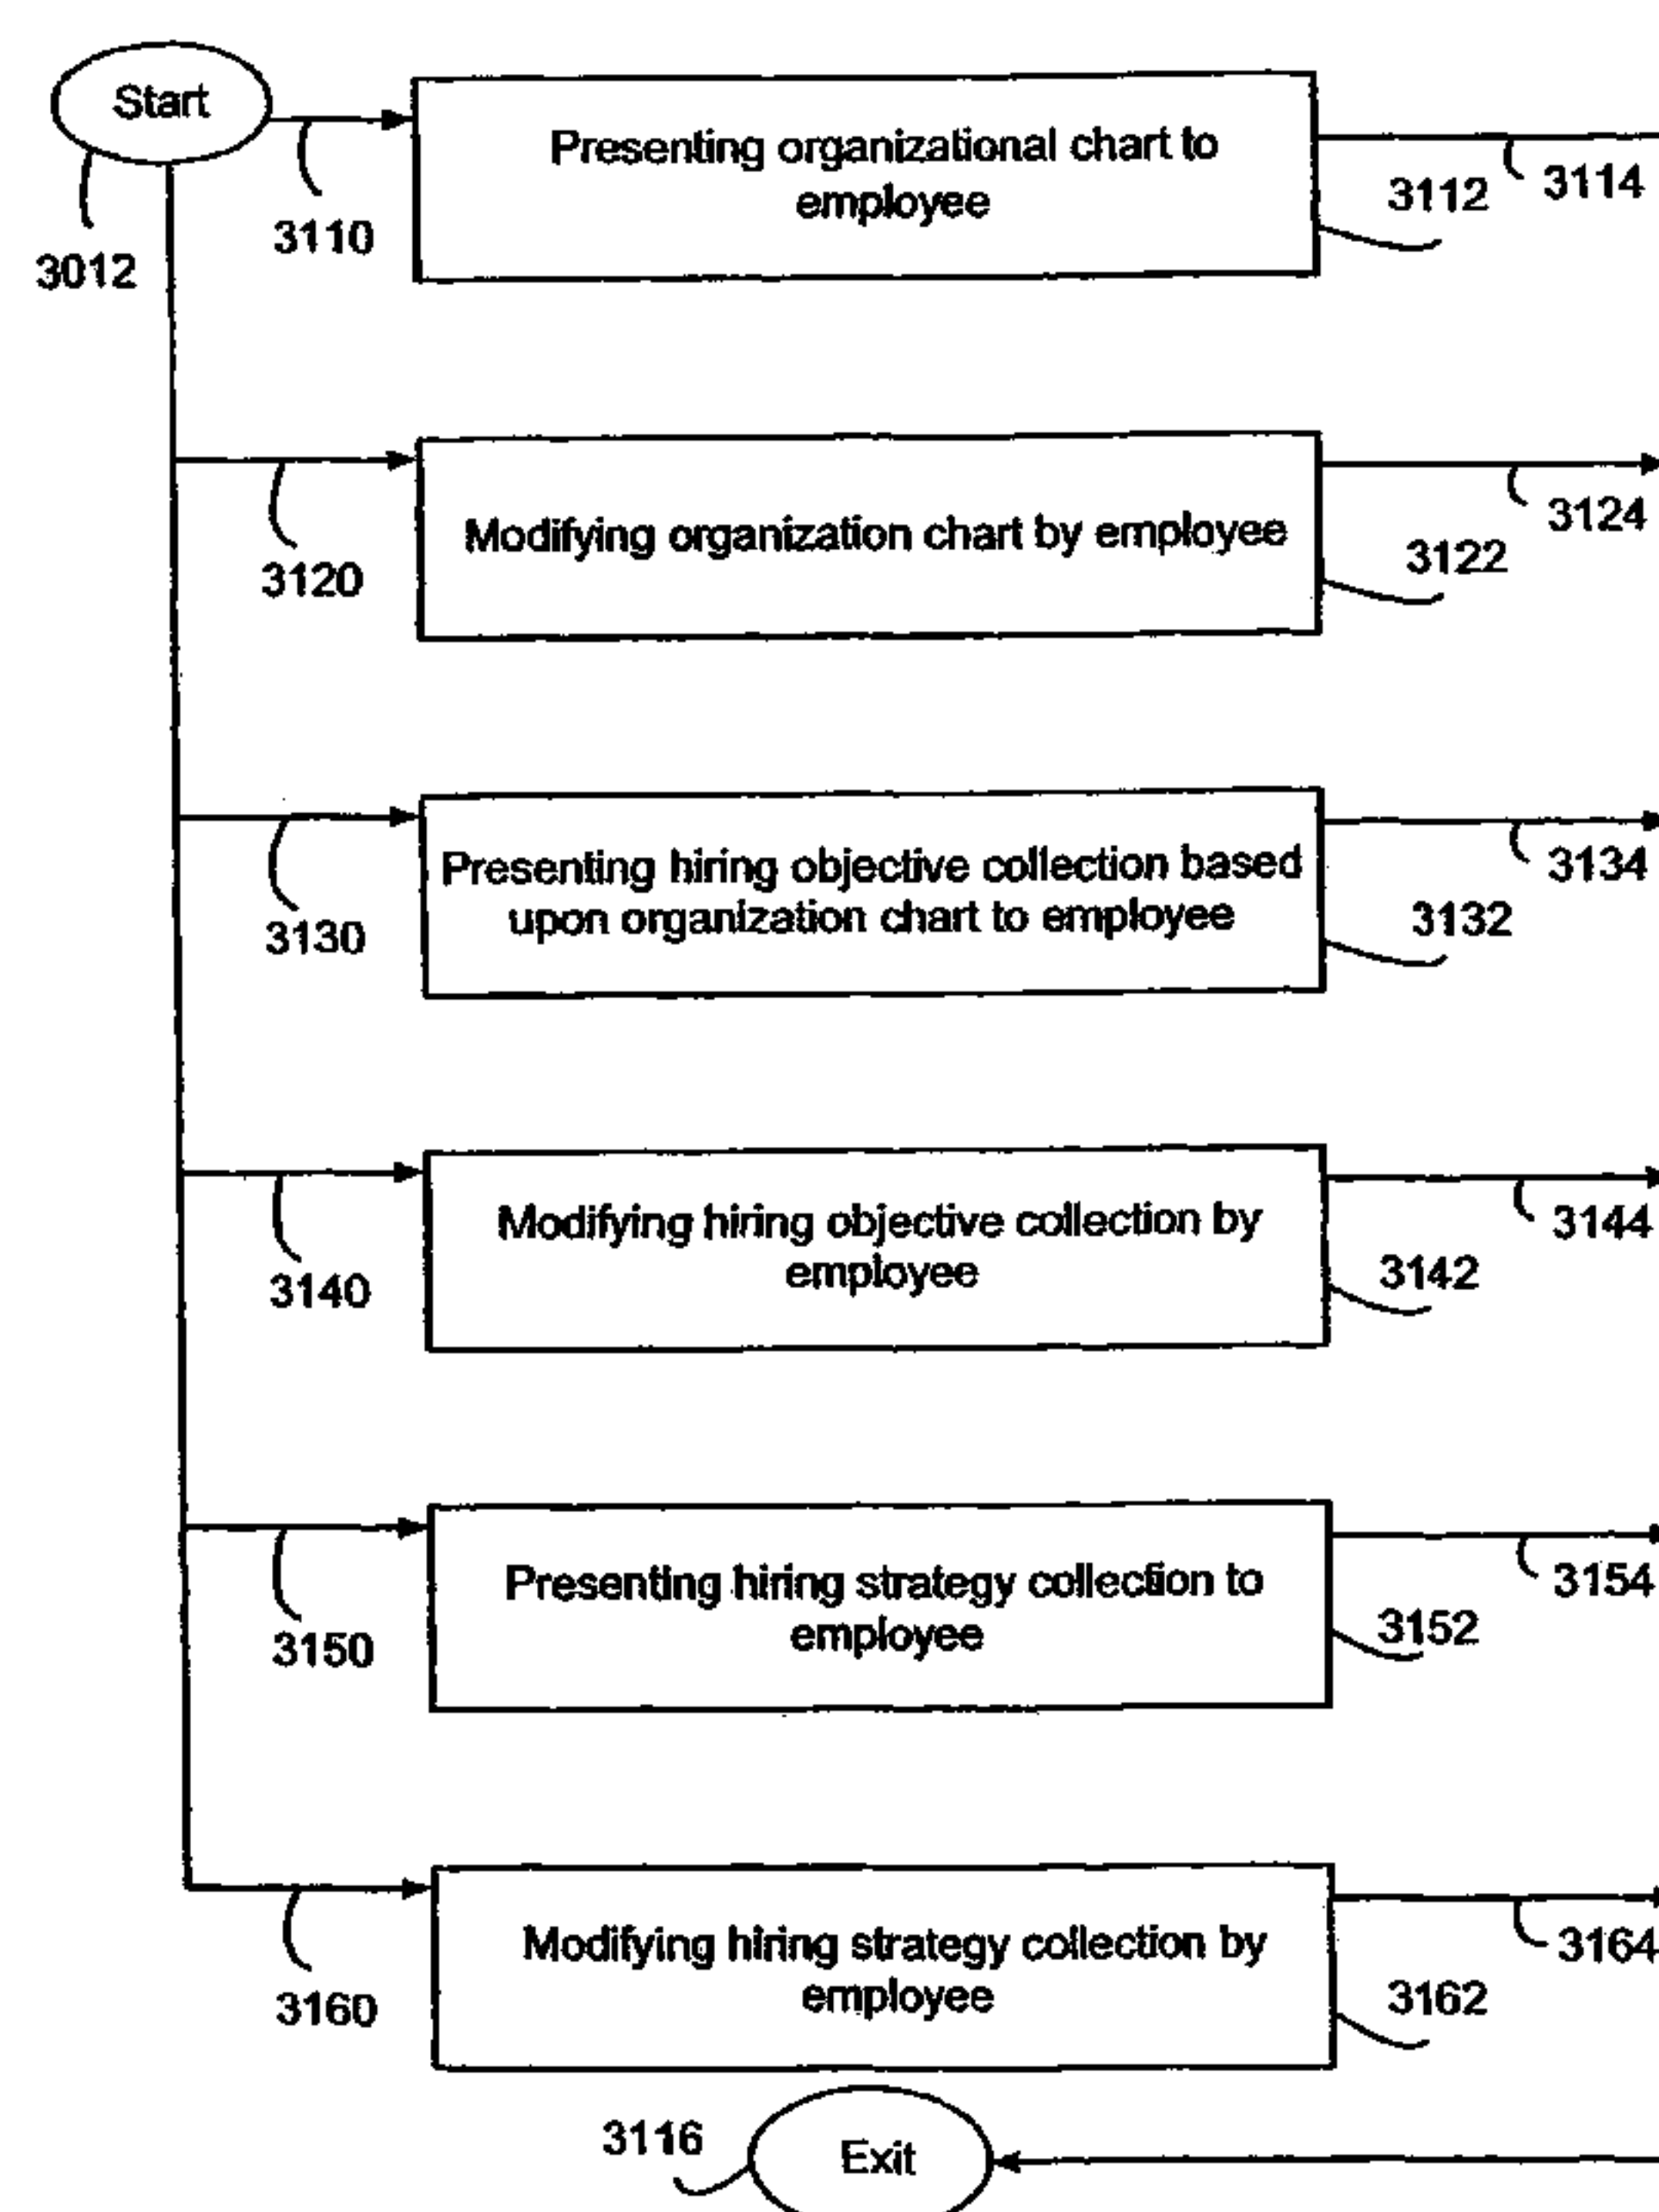 Start
3012
3110
Presenting organizational chart to
employee
3112
3114
3120
Modifying organization chart by employee
3122
3124
3130
Presenting hiring objective collection based
upon organization chart to employee
3132
3134
3140
Modifying hiring objective collection by
employee
3142
3144
3150
Presenting hiring strategy collection to
employee
3152
3154
3160
Modifying hiring strategy collection by
employee
3162
3164
3116
Exit